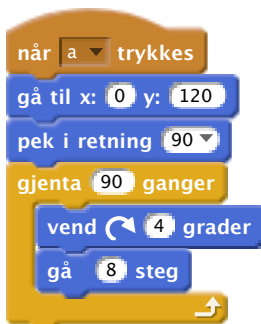 når a trykkes
gå til x: 0 y: 120
pek i retning 90
gjenta 90 ganger
vend 4 grader
gå 8 steg